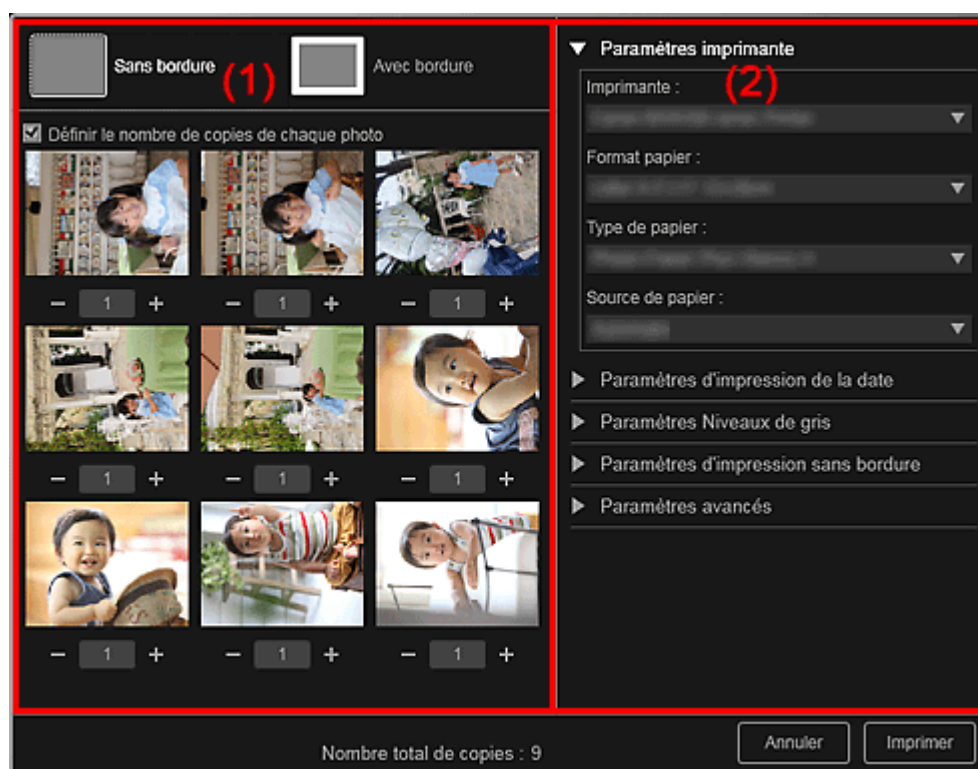 Sans bordure
(1)
Avec bordure
Définir le nombre de copies de chaque photo
1
1
1
1
1
1
1
1
1
Paramètres imprimante
(2)
Imprimante :
Format papier :
Type de papier :
Source de papier :
Paramètres d'impression de la date
Paramètres Niveaux de gris
Paramètres d'impression sans bordure
Paramètres avancés
Nombre total de copies : 9
Annuler
Imprimer